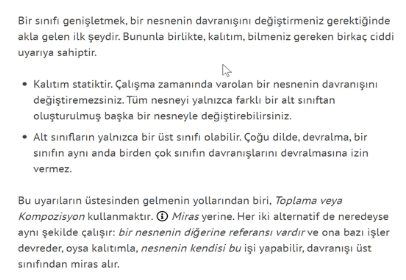 Bir sınıfı genişletmek, bir nesnenin davranışını değiştirmeniz gerektiğinde
akla gelen ilk şeydir. Bununla birlikte, kalıtım, bilmeniz gereken birkaç ciddi
uyarıya sahiptir.
• Kalıtım statiktir. Çalışma zamanında varolan bir nesnenin davranışını
değiştiremezsiniz. Tüm nesneyi yalnızca farklı bir alt sınıftan
oluşturulmuş başka bir nesneyle değiştirebilirsiniz.
• Alt sınıfların yalnızca bir üst sınıfı olabilir. Çoğu dilde, devralma, bir
sınıfın aynı anda birden çok sınıfın davranışlarını devralmasına izin
vermez.
Bu uyarıların üstesinden gelmenin yollarından biri, Toplama veya
Kompozisyon kullanmaktır. ⓘ Miras yerine. Her iki alternatif de neredeyse
aynı şekilde çalışır: bir nesnenin diğerine referansı vardır ve ona bazı işler
devreder, oysa kalıtımla, nesnenin kendisi bu işi yapabilir, davranışı üst
sınıfından miras alır.